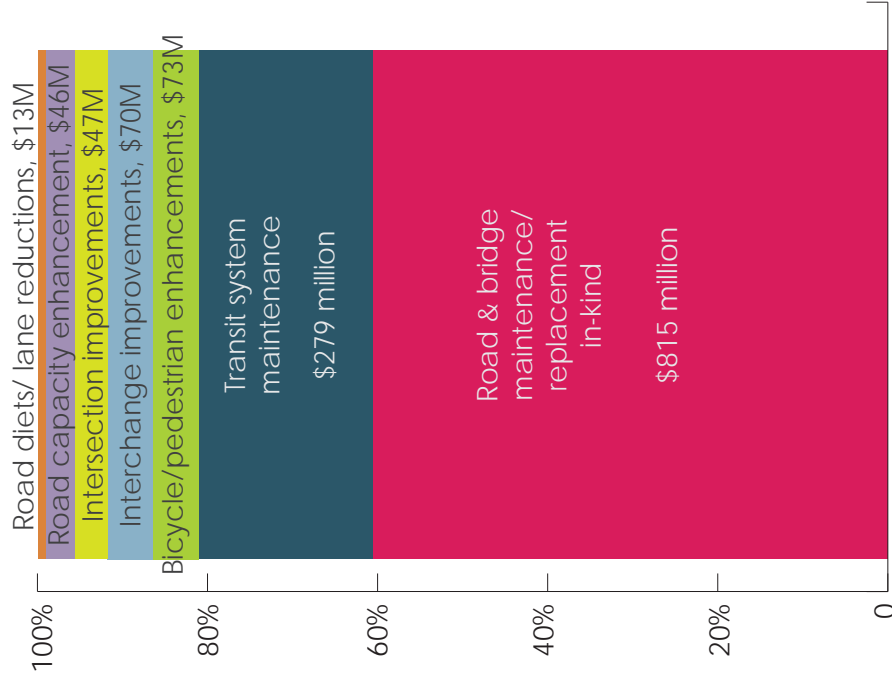 Road diets/ lane reductions, $13M
Road capacity enhancement, $46M
Intersection improvements, $47M
Interchange improvements, $70M
Bicycle/pedestrian enhancements, $73M
Transit system
maintenance
$279 million
Road & bridge
maintenance/
replacement
in-kind
$815 million
100%
80%
60%
40%
20%
0